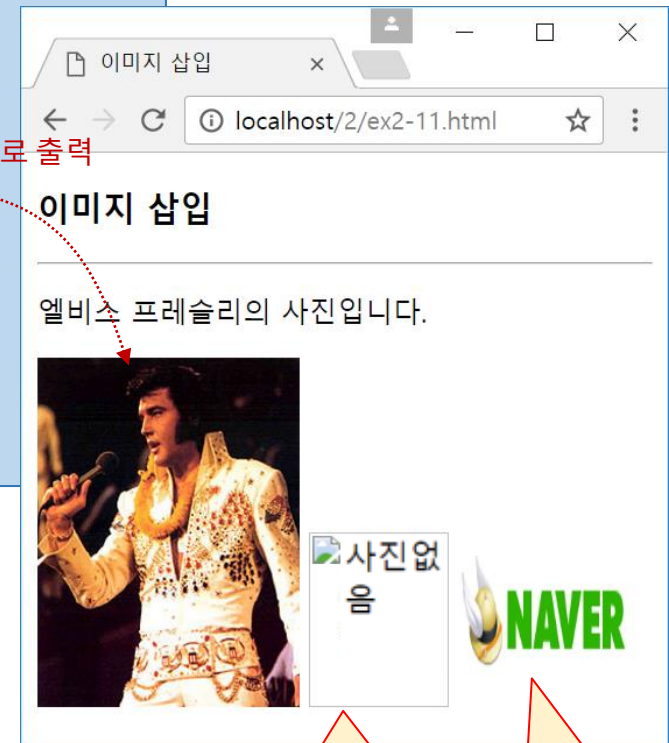 이미지 삽입
localhost/2/ex2-11.html
로 출력
이미지 삽입
엘비스 프레슬리의 사진입니다.
사진없
음
NAVER